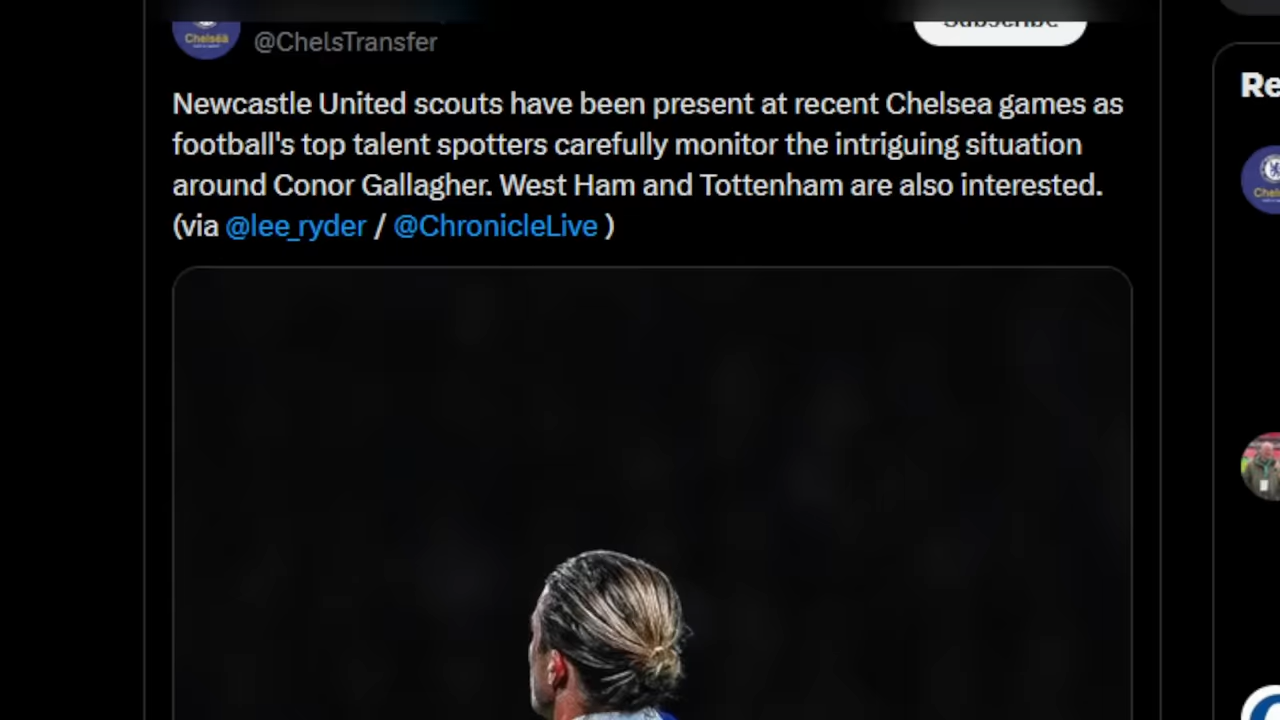 Chelsea
@ChelsTransfer
Subscribe
Newcastle United scouts have been present at recent Chelsea games as
football's top talent spotters carefully monitor the intriguing situation
around Conor Gallagher. West Ham and Tottenham are also interested.
(via @lee_ryder / @ChronicleLive )
Re